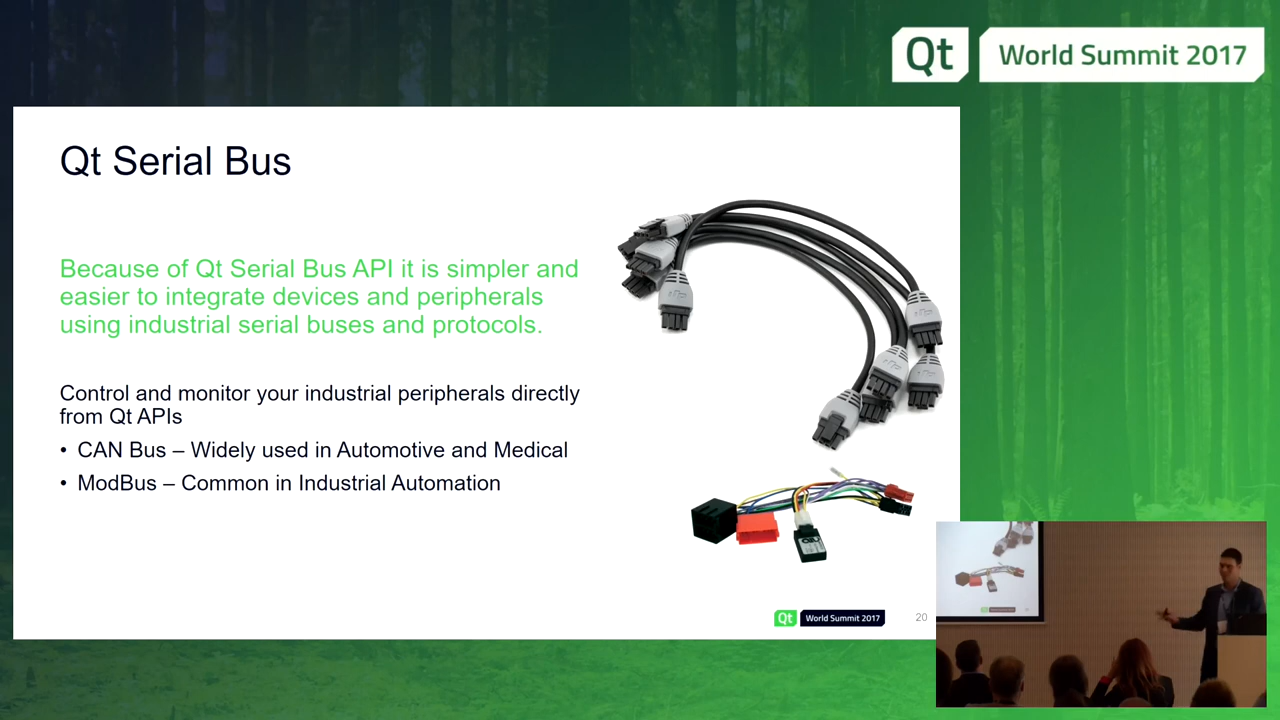 Qt World Summit 2017
Qt Serial Bus
Because of Qt Serial Bus API it is simpler and
easier to integrate devices and peripherals
using industrial serial buses and protocols.
Control and monitor your industrial peripherals directly
from Qt APIs
• CAN Bus – Widely used in Automotive and Medical
• ModBus – Common in Industrial Automation
Qt World Summit 2017
20